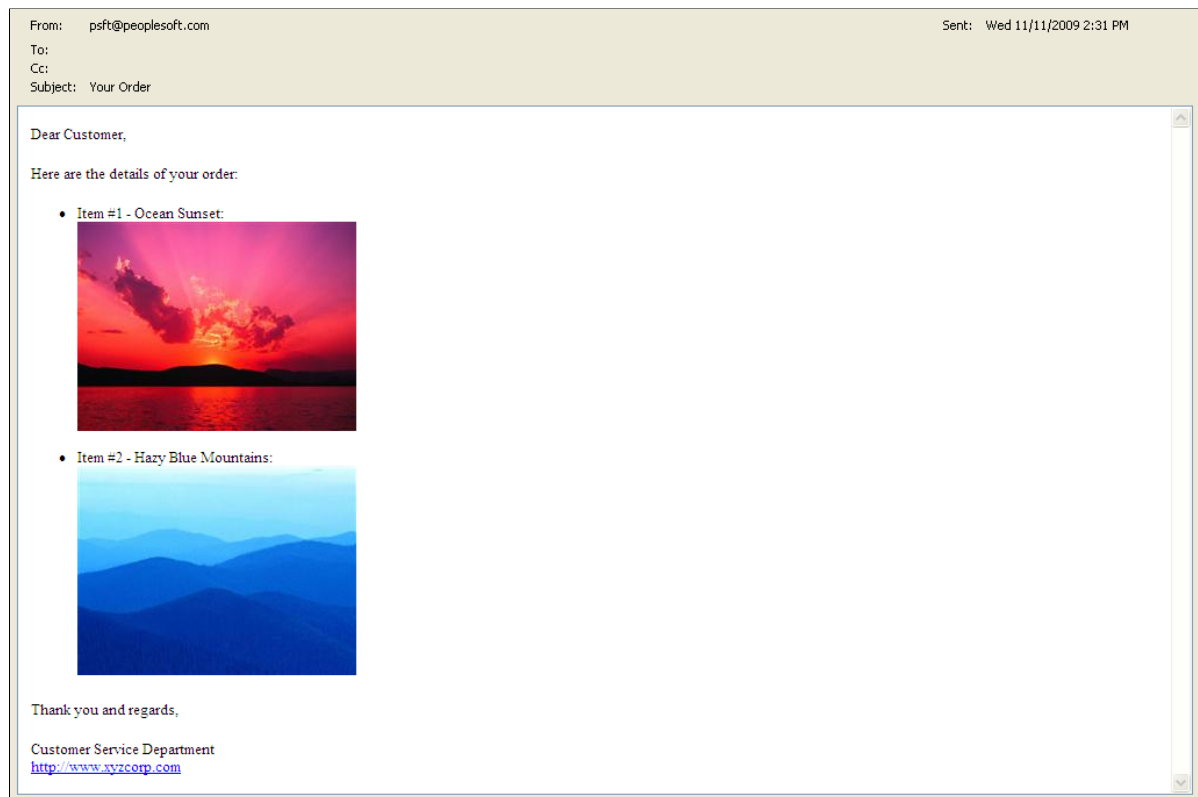 From: psft@peoplesoft.com Sent: Wed 11/11/2009 2:31 PM
To:
Cc:
Subject: Your Order
Dear Customer,
Here are the details of your order:
• Item #1 - Ocean Sunset:
• Item #2 - Hazy Blue Mountains:
Thank you and regards,
Customer Service Department
http://www.xyzcorp.com